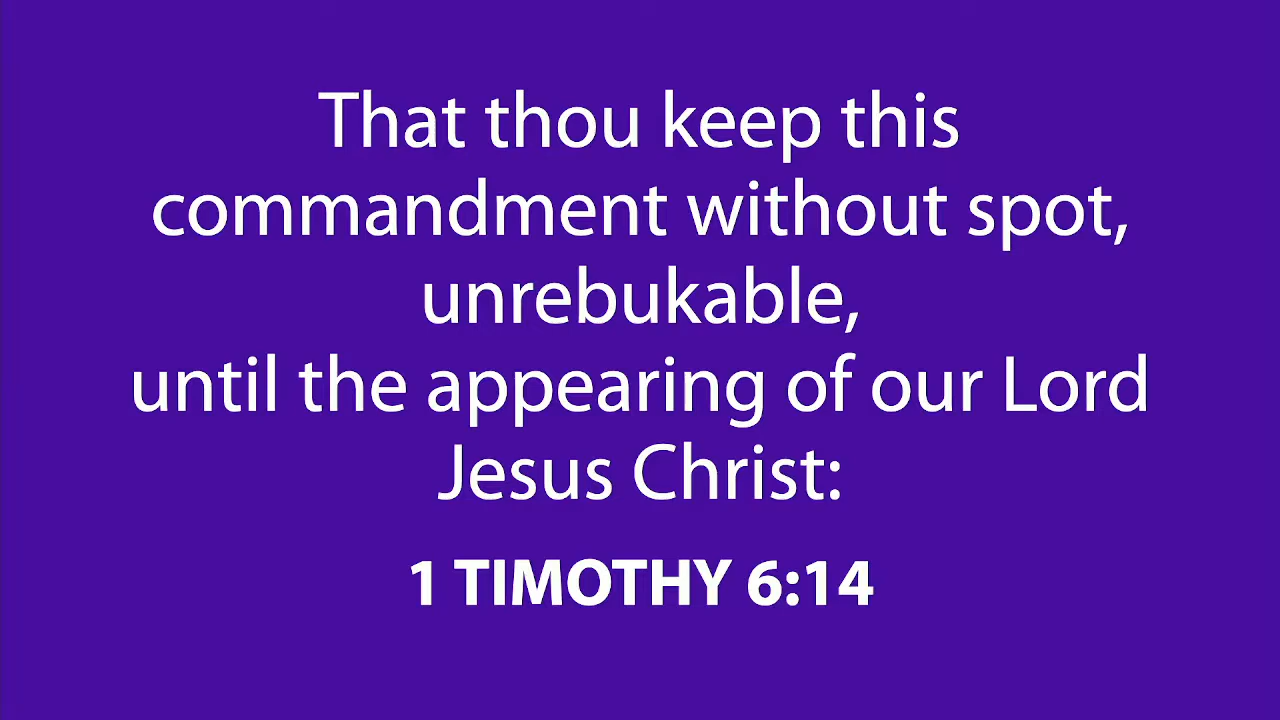 That thou keep this
commandment without spot,
unrebukable,
until the appearing of our Lord
Jesus Christ:
1 TIMOTHY 6:14